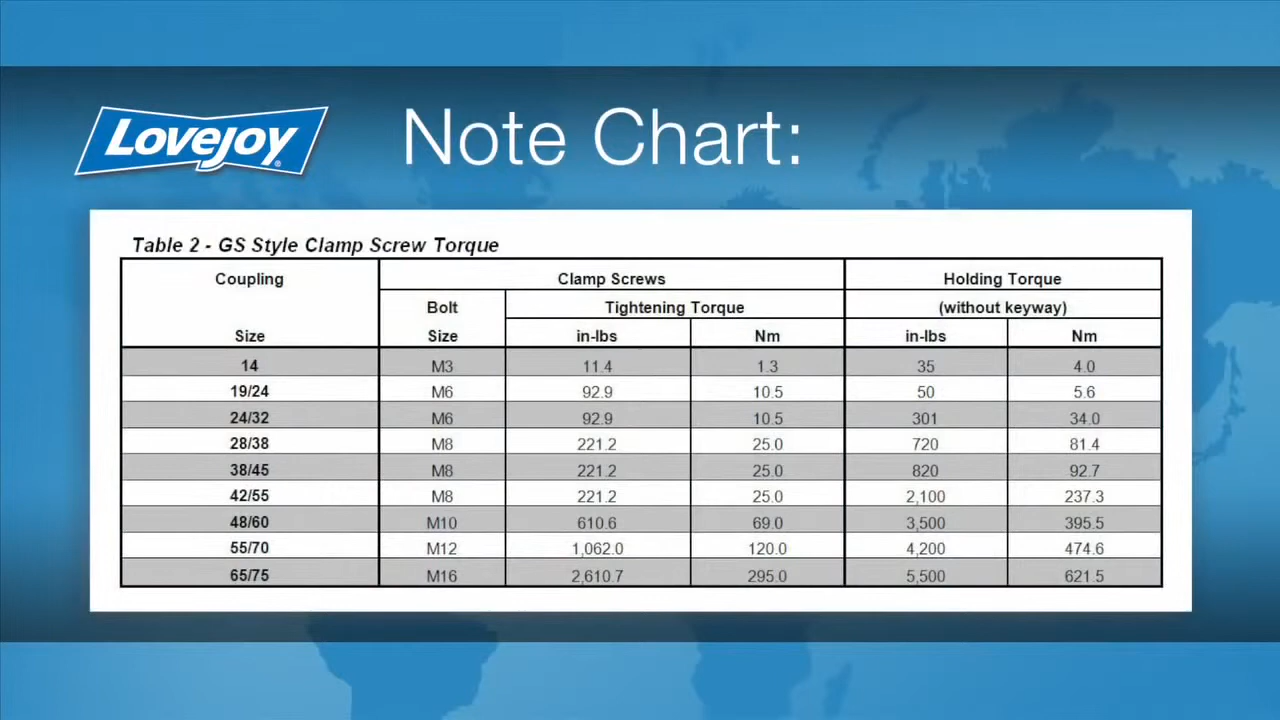 Lovejoy®
Note Chart:
Table 2 - GS Style Clamp Screw Torque
Coupling Clamp Screws Holding Torque
Bolt Tightening Torque (without keyway)
Size Size in-lbs Nm in-lbs Nm
14 M3 11.4 1.3 35 4.0
19/24 M6 92.9 10.5 50 5.6
24/32 M6 92.9 10.5 301 34.0
28/38 M8 221.2 25.0 720 81.4
38/45 M8 221.2 25.0 820 92.7
42/55 M8 221.2 25.0 2,100 237.3
48/60 M10 610.6 69.0 3,500 395.5
55/70 M12 1,062.0 120.0 4,200 474.6
65/75 M16 2,610.7 295.0 5,500 621.5